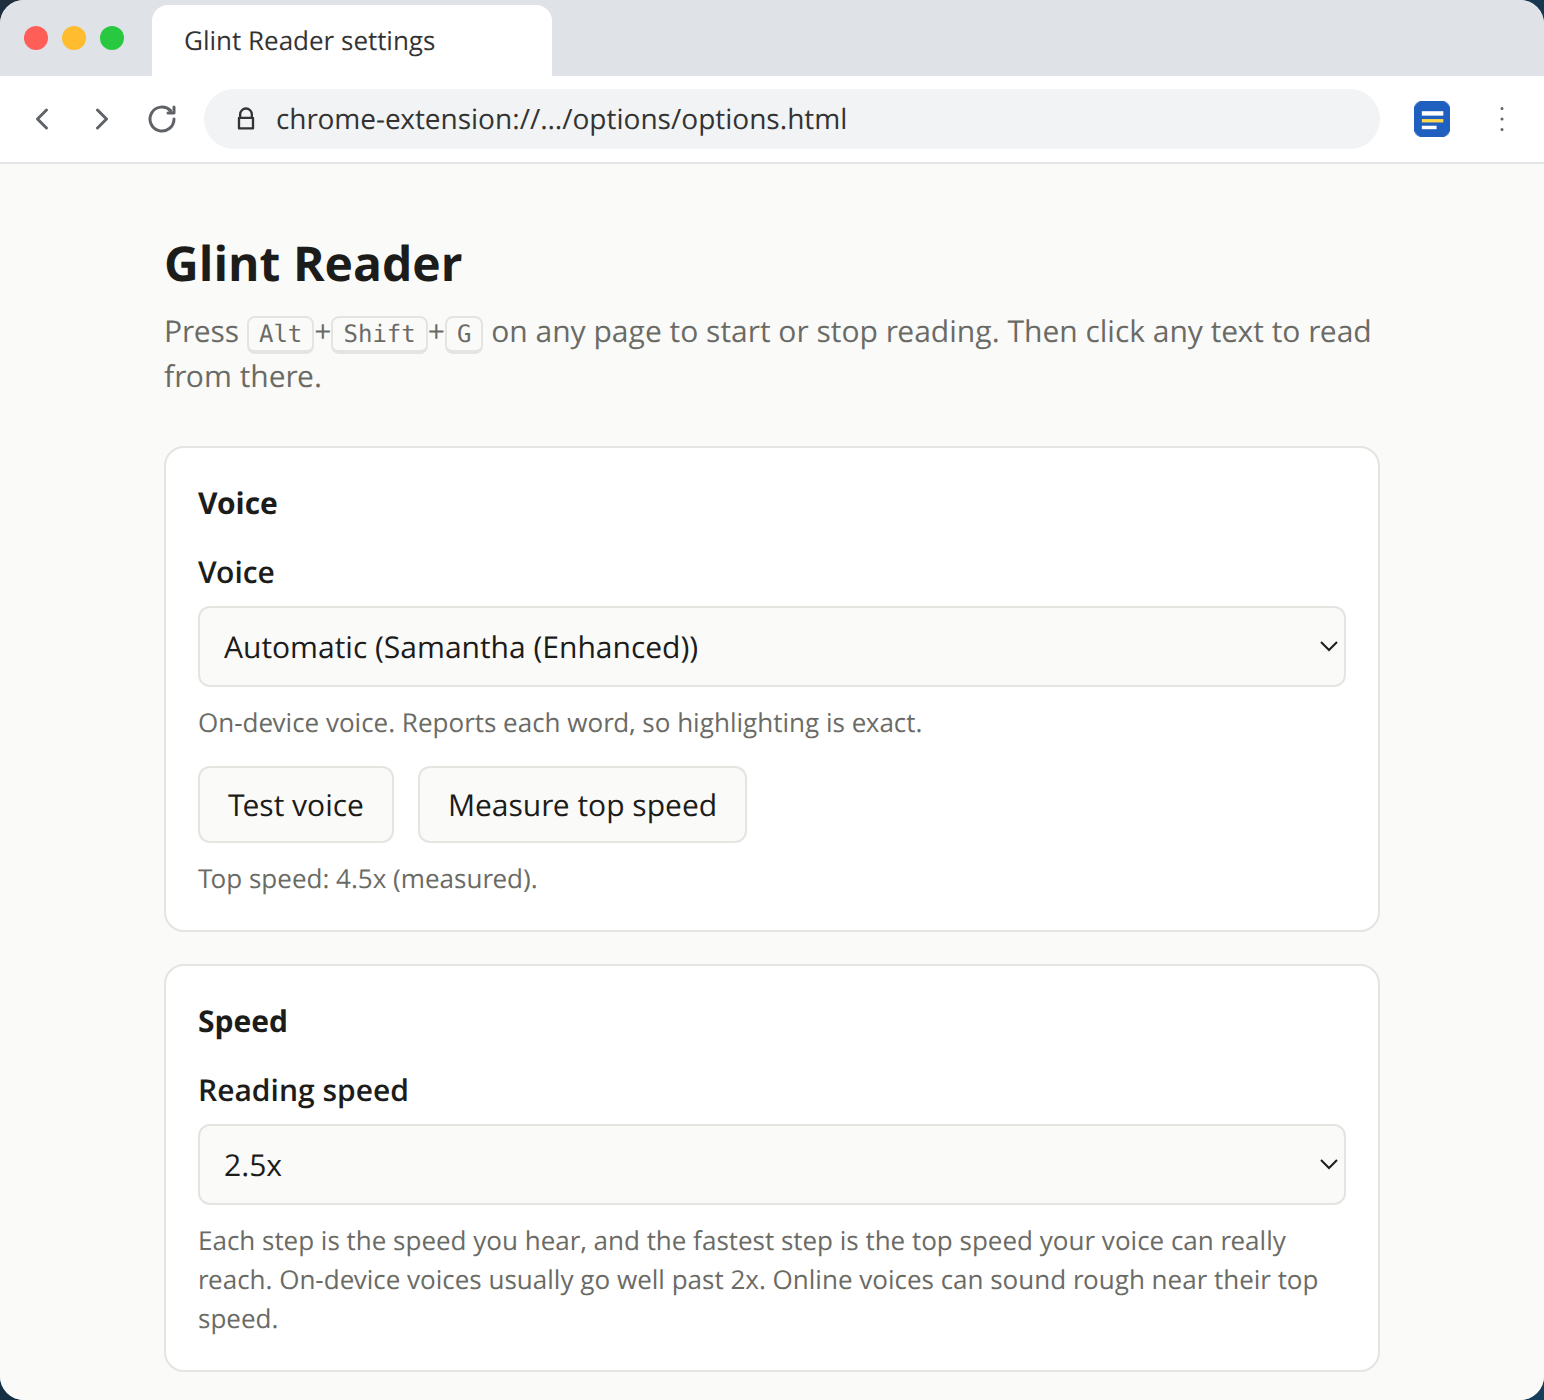 Glint Reader settings
chrome-extension://.../options/options.html
Glint Reader
Press Alt+Shift+G on any page to start or stop reading. Then click any text to read
from there.
Voice
Voice
Automatic (Samantha (Enhanced))
On-device voice. Reports each word, so highlighting is exact.
Test voice Measure top speed
Top speed: 4.5x (measured).
Speed
Reading speed
2.5x
Each step is the speed you hear, and the fastest step is the top speed your voice can really
reach. On-device voices usually go well past 2x. Online voices can sound rough near their top
speed.